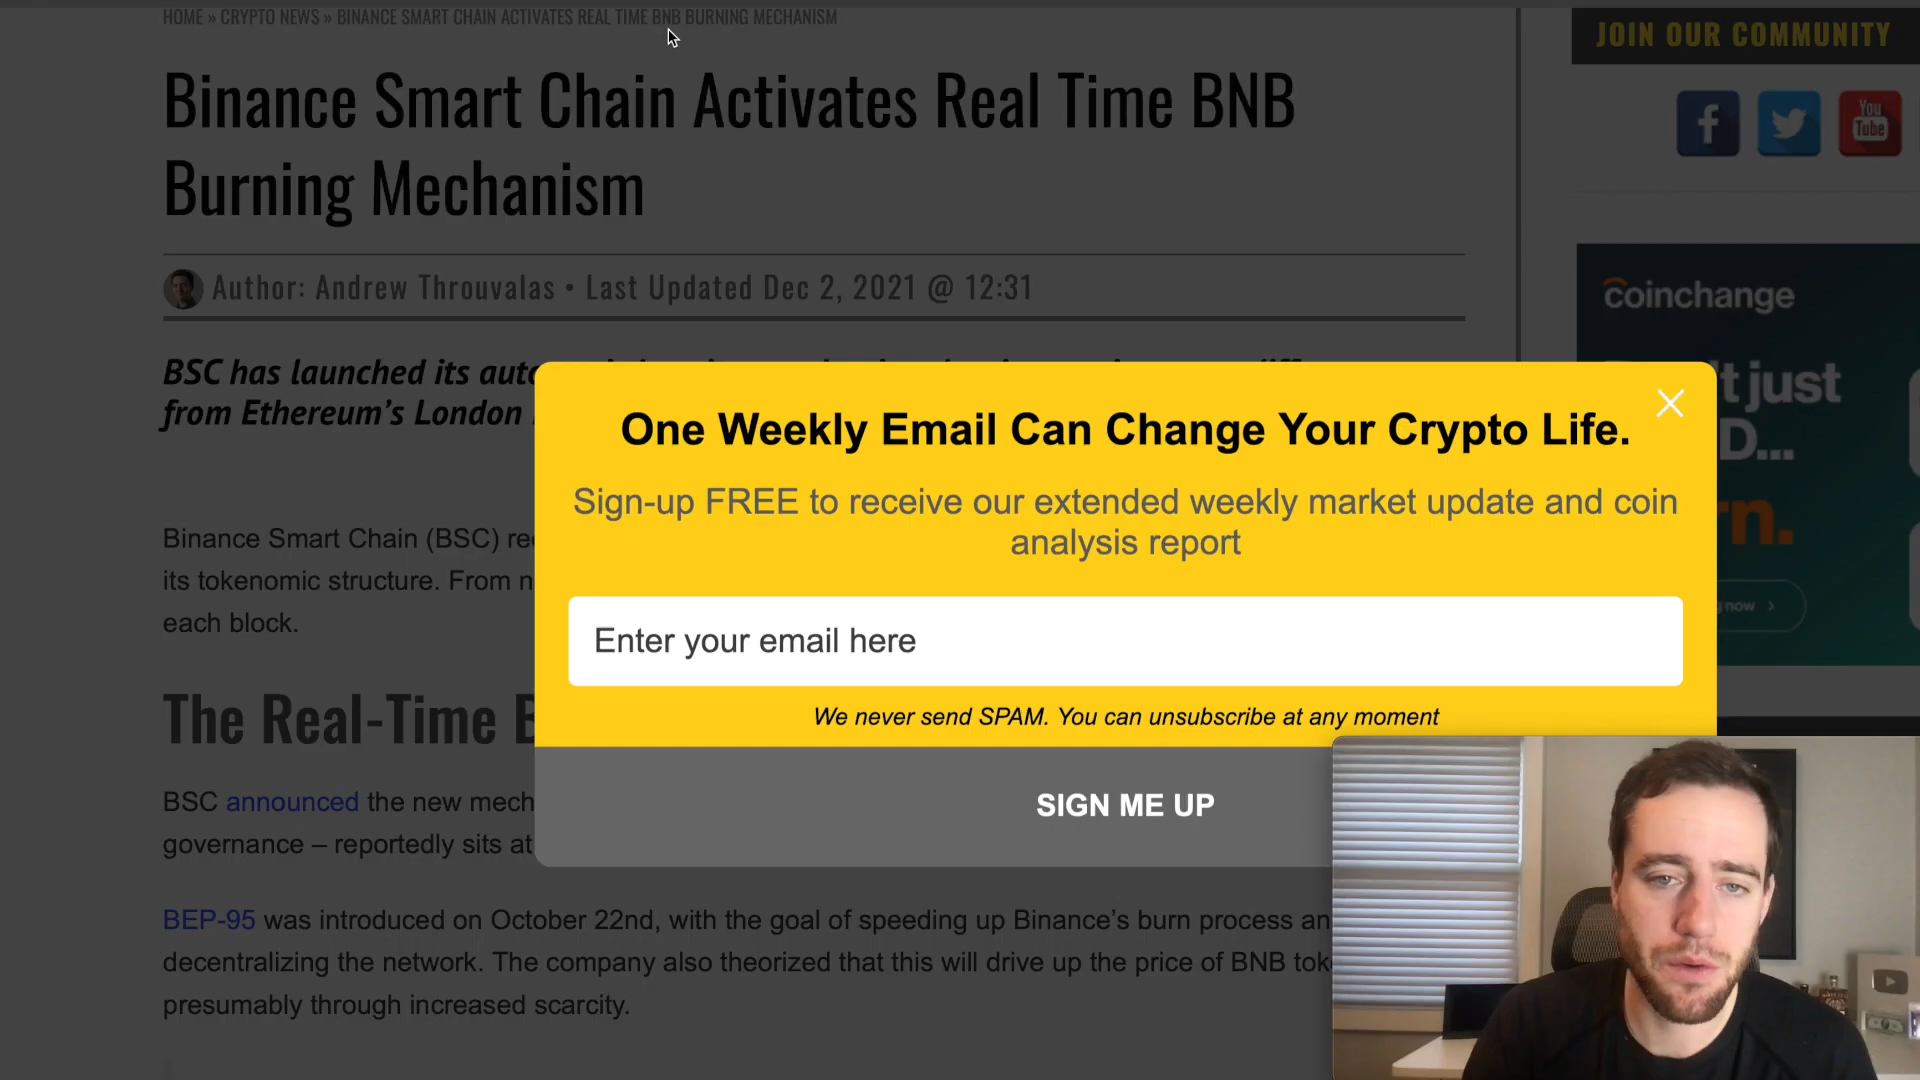 HOME » CRYPTO NEWS » BINANCE SMART CHAIN ACTIVATES REAL TIME BNB BURNING MECHANISM
JOIN OUR COMMUNITY
Binance Smart Chain Activates Real Time BNB
Burning Mechanism
You
Tube
Author: Andrew Throuvalas • Last Updated Dec 2, 2021 @ 12:31
coinchange
BSC has launched its
from Ethereum's London
t just
D...
rn.
now >
One Weekly Email Can Change Your Crypto Life.
Sign-up FREE to receive our extended weekly market update and coin
analysis report
Enter your email here
We never send SPAM. You can unsubscribe at any moment
SIGN ME UP
Binance Smart Chain (BSC)
its tokenomic structure. From
each block.
The Real-Time
BSC announced the new
governance – reportedly sits at
BEP-95 was introduced on October 22nd, with the goal of speeding up Binance's burn process
decentralizing the network. The company also theorized that this will drive up the price of BNB
presumably through increased scarcity.